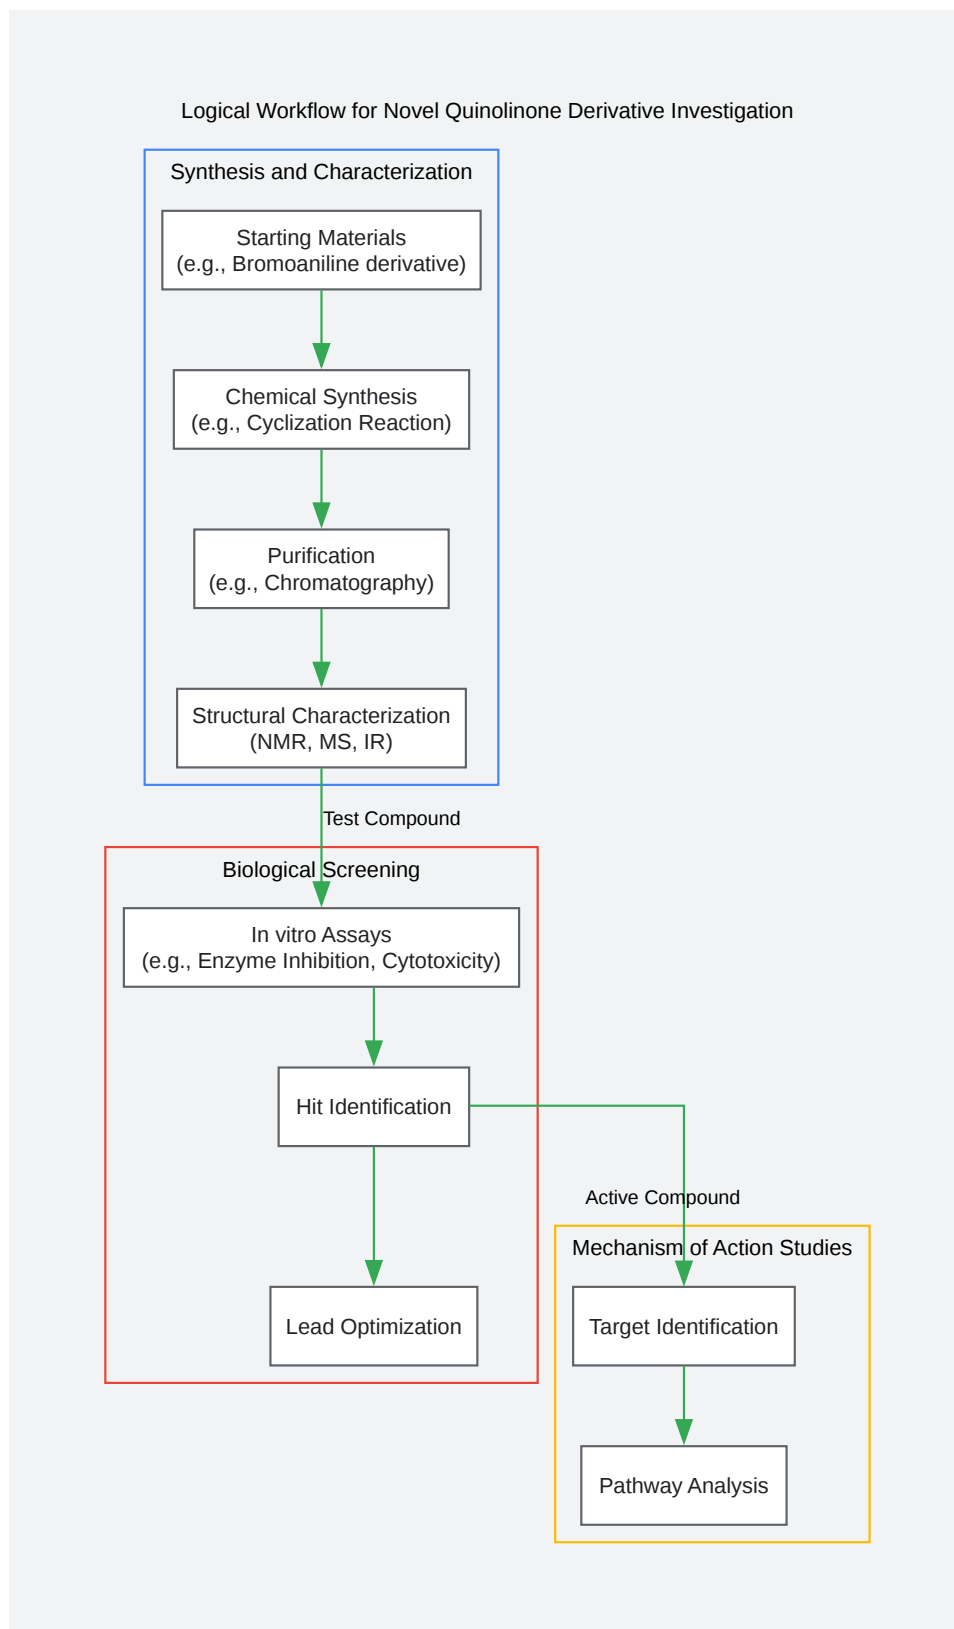 Logical Workflow for Novel Quinolinone Derivative Investigation
Synthesis and Characterization
Starting Materials
(e.g., Bromoaniline derivative)
Chemical Synthesis
(e.g., Cyclization Reaction)
Purification
(e.g., Chromatography)
Structural Characterization
(NMR, MS, IR)
Test Compound
Biological Screening
In vitro Assays
(e.g., Enzyme Inhibition, Cytotoxicity)
Hit Identification
Active Compound
Mechanism of Action Studies
Lead Optimization
Target Identification
Pathway Analysis